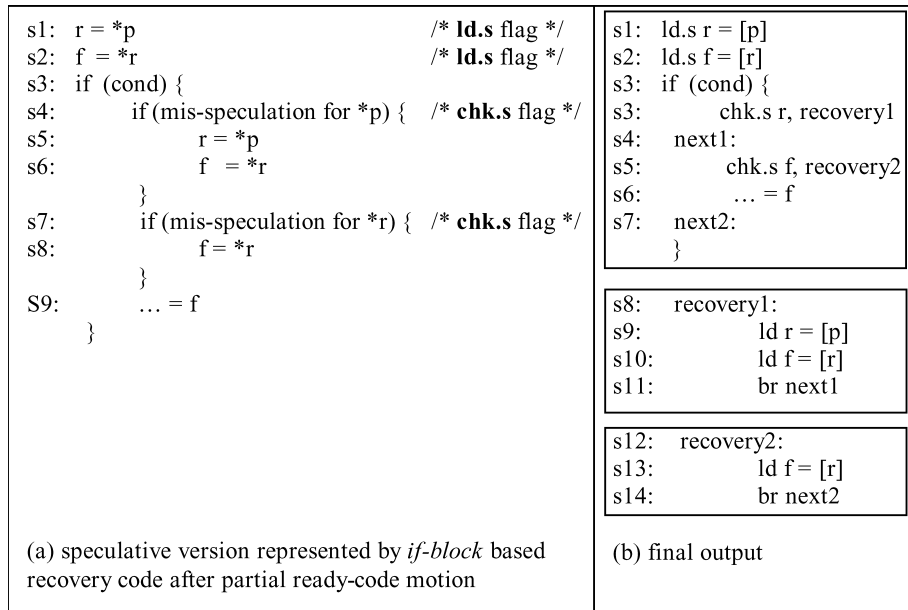 s1: r = *p /* ld.s flag */
s2: f = *r /* ld.s flag */
s3: if (cond) {
s4: if (mis-speculation for *p) { /* chk.s flag */
s5: r = *p
s6: f = *r
}
s7: if (mis-speculation for *r) { /* chk.s flag */
s8: f = *r
}
S9: … = f
}
(a) speculative version represented by if-block based
recovery code after partial ready-code motion
s1: ld.s r = [p]
s2: ld.s f = [r]
s3: if (cond) {
s3: chk.s r, recovery1
s4: next1:
s5: chk.s f, recovery2
s6: … = f
s7: next2:
}
s8: recovery1:
s9: ld r = [p]
s10: ld f = [r]
s11: br next1
s12: recovery2:
s13: ld f = [r]
s14: br next2
(b) final output